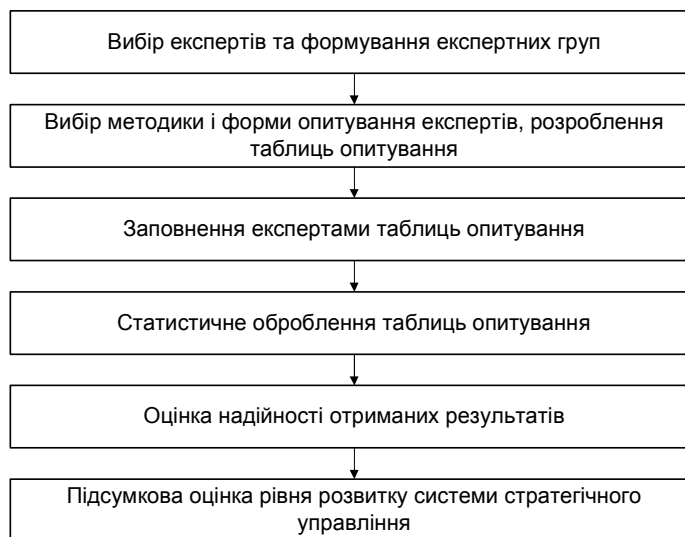 Вибір експертів та формування експертних груп
Вибір методики і форми опитування експертів, розроблення
таблиць опитування
Заповнення експертами таблиць опитування
Статистичне оброблення таблиць опитування
Оцінка надійності отриманих результатів
Підсумкова оцінка рівня розвитку системи стратегічного
управління